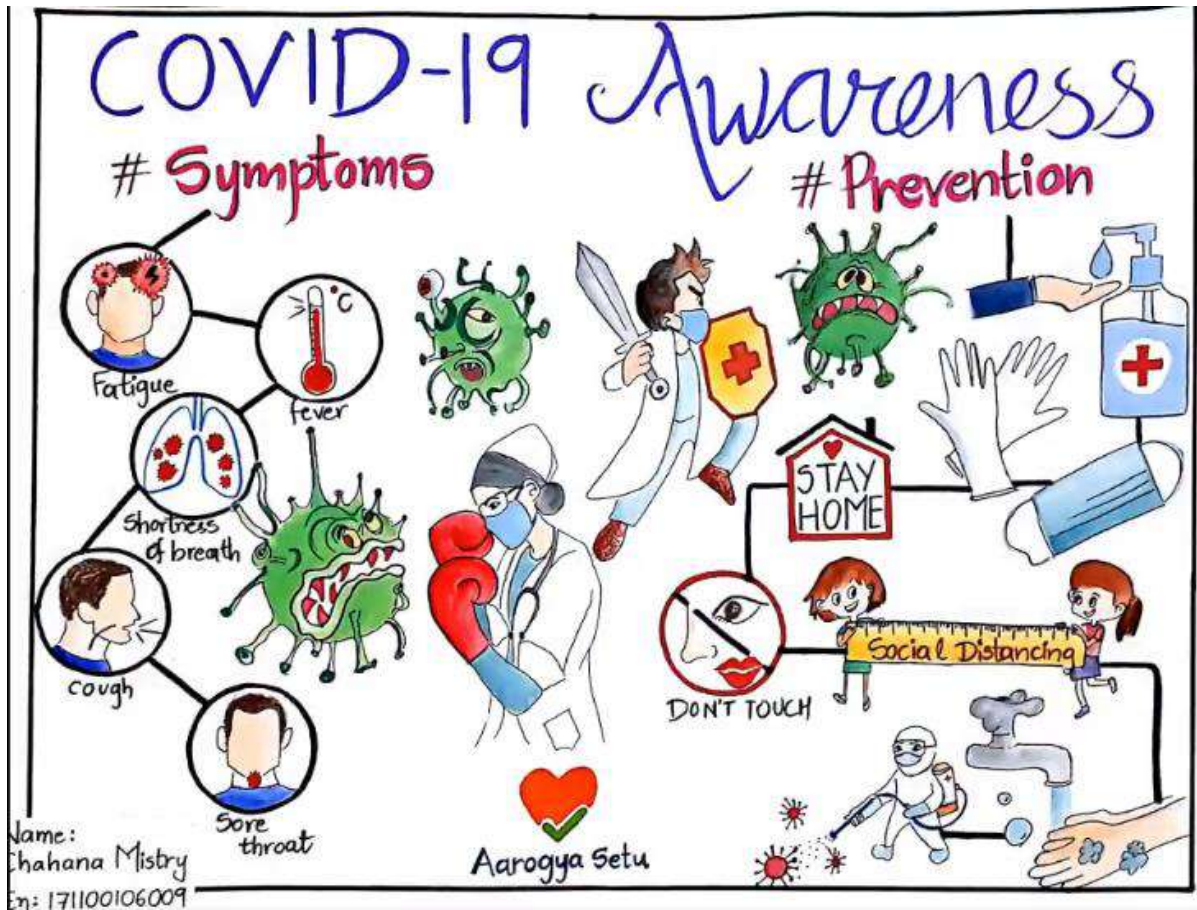 COVID-19 Awareness
# Symptoms
# Prevention
Fatigue
°C
fever
Shortness
of breath
cough
Sore
throat
STAY
HOME
DON'T TOUCH
Social Distancing
Aarogya Setu
Name:
Chahana Mistry
En: 171100106009